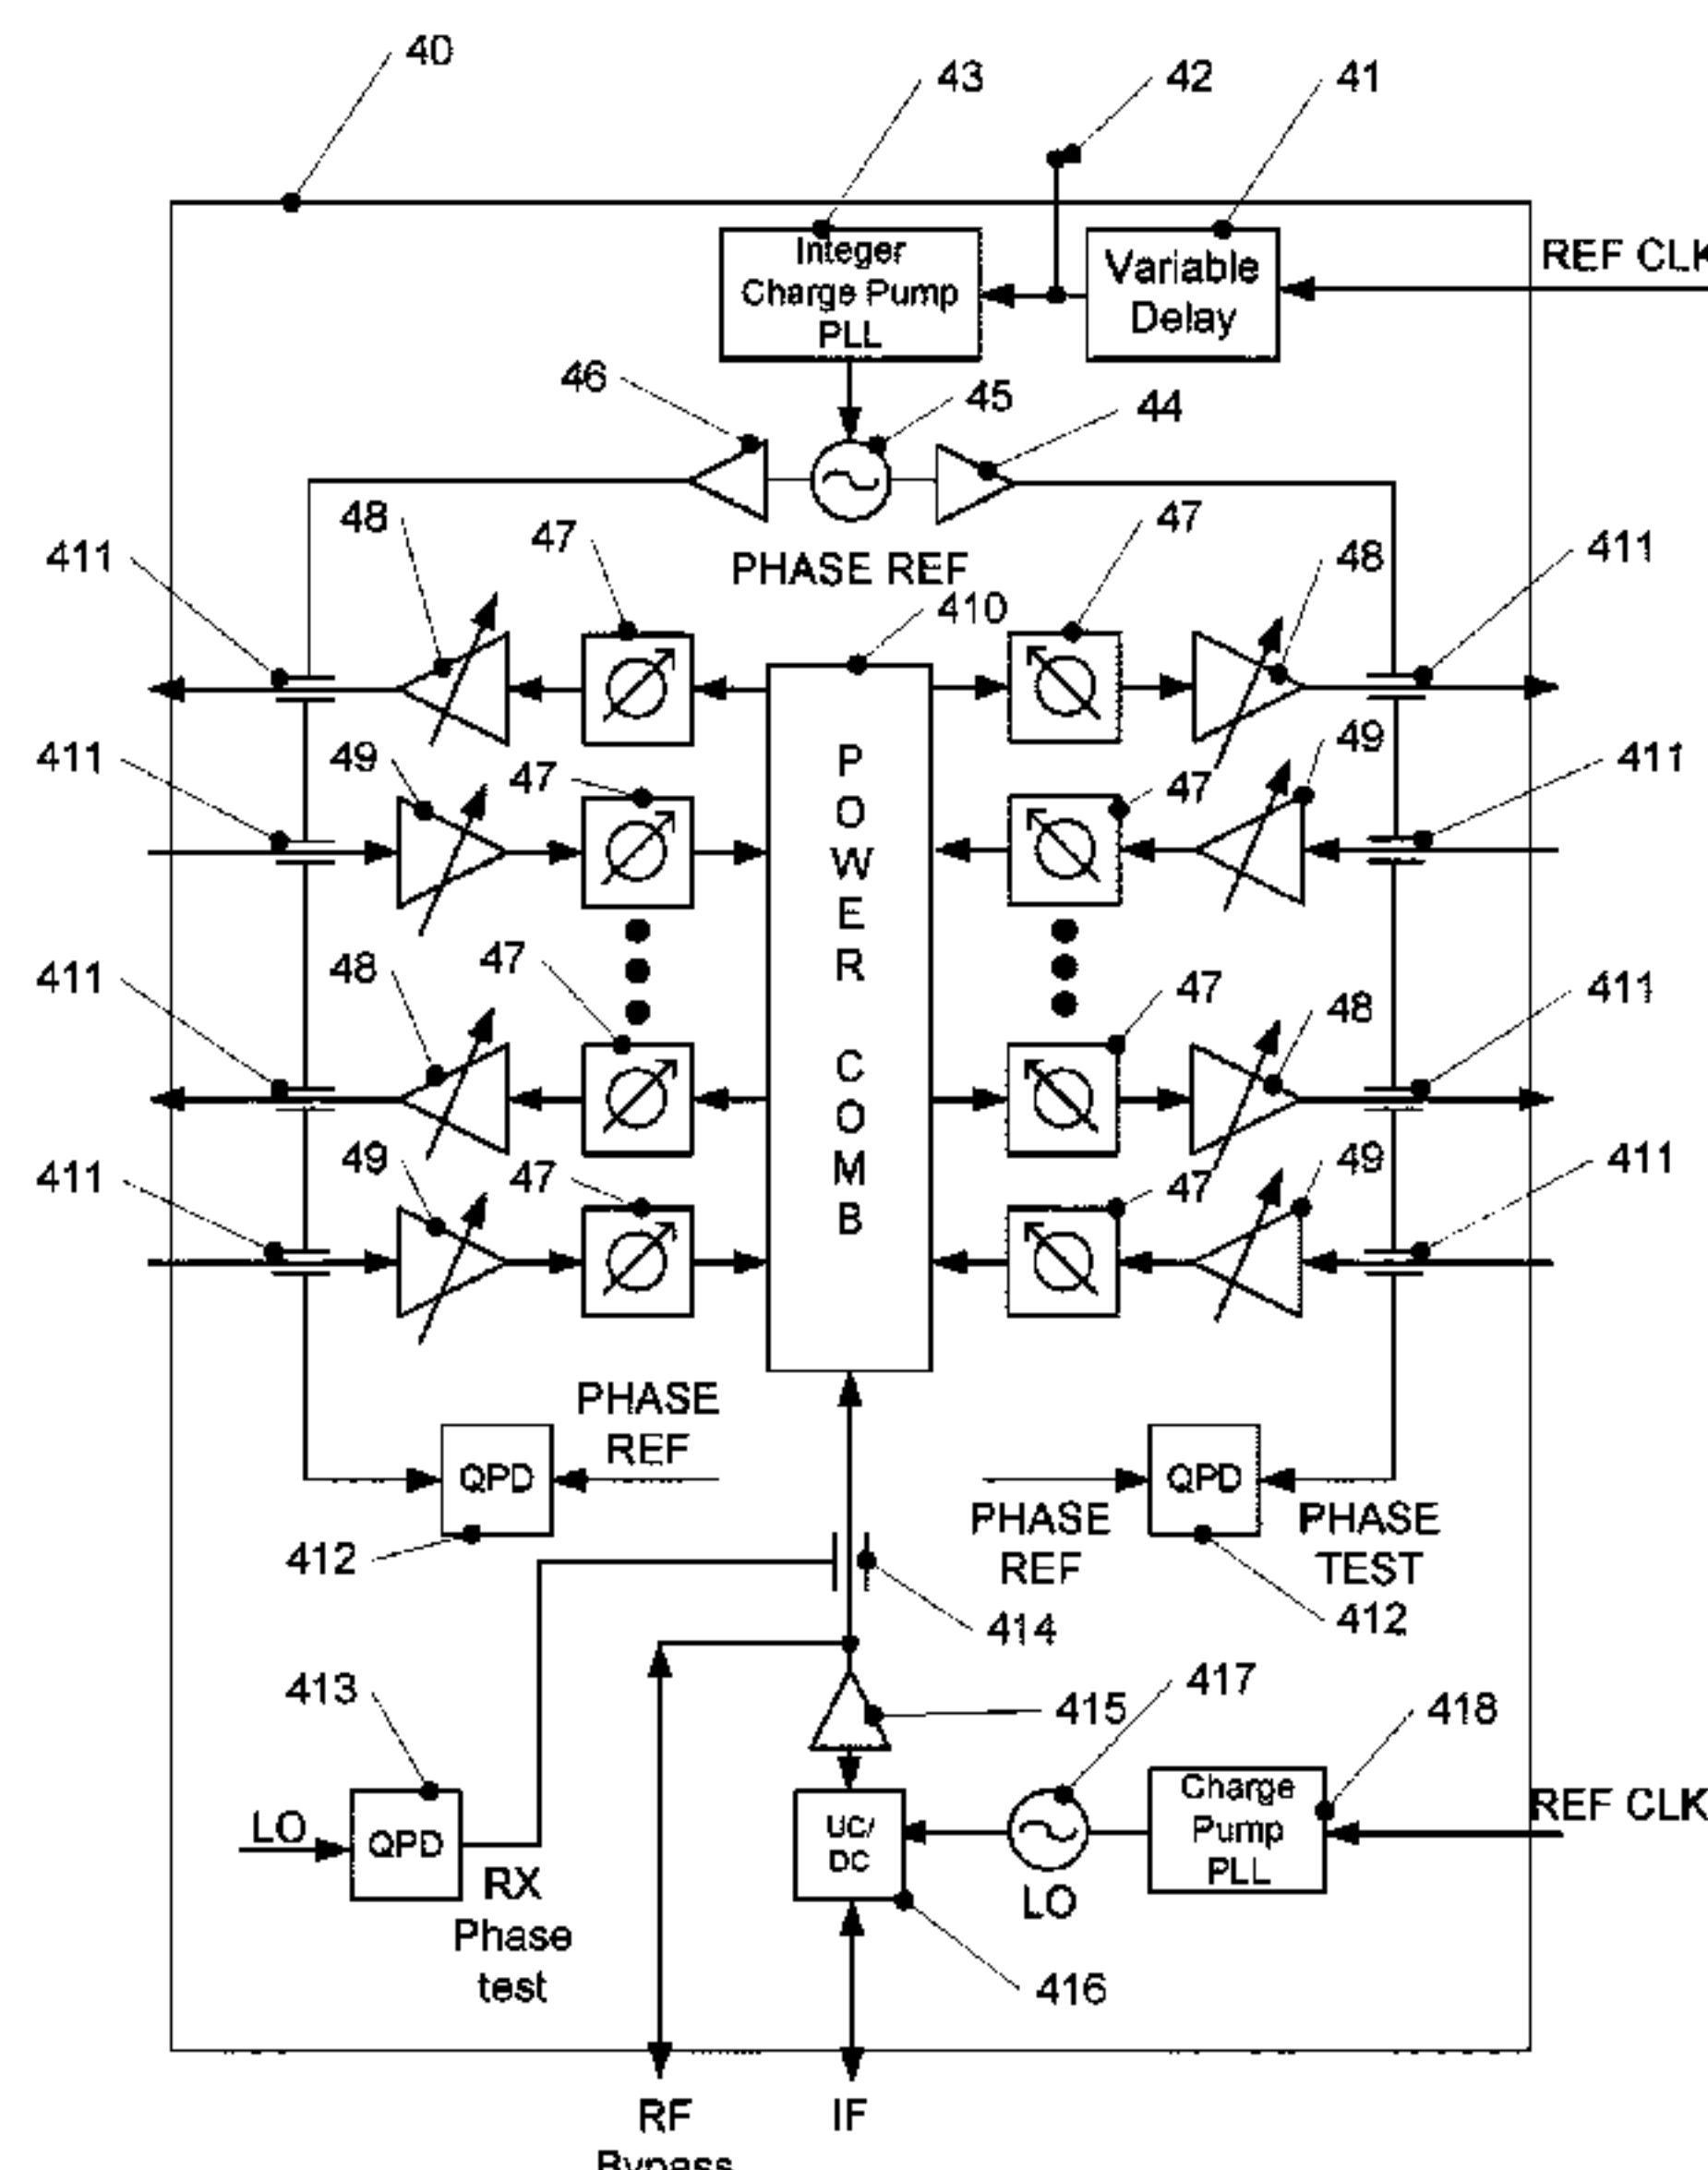 40
43
42
41
Integer
Charge Pump
PLL
Variable
Delay
REF CLK
46
45
44
48
47
PHASE REF
47
48
411
411
410
49
47
47
49
411
411
POWER COMB
48
47
47
48
411
411
49
47
47
49
411
411
PHASE
REF
QPD
QPD
412
PHASE
REF
PHASE
TEST
412
414
413
417
415
418
LO
QPD
RX
Phase
test
UC/
DC
LO
Charge
Pump
PLL
REF CLK
416
RF
Bypass
IF